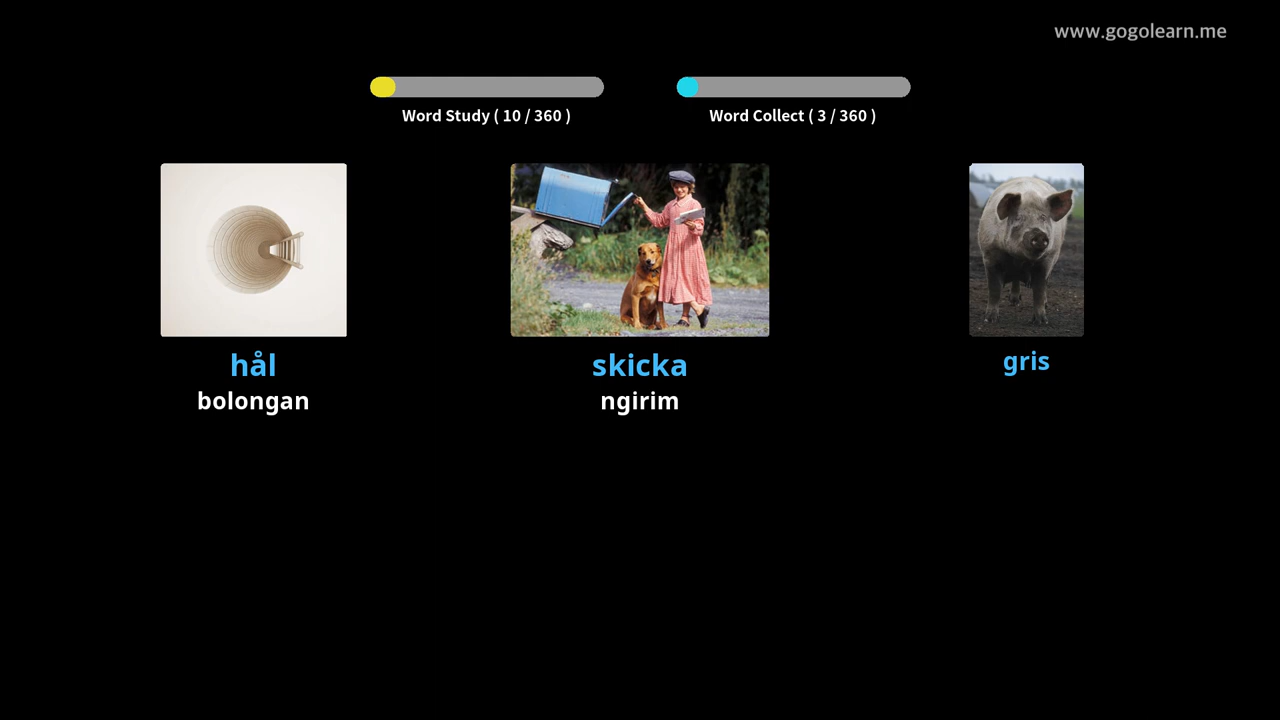 www.gogolearn.me
Word Study ( 10 / 360 )
Word Collect ( 3 / 360 )
hål
bolongan
skicka
ngirim
gris